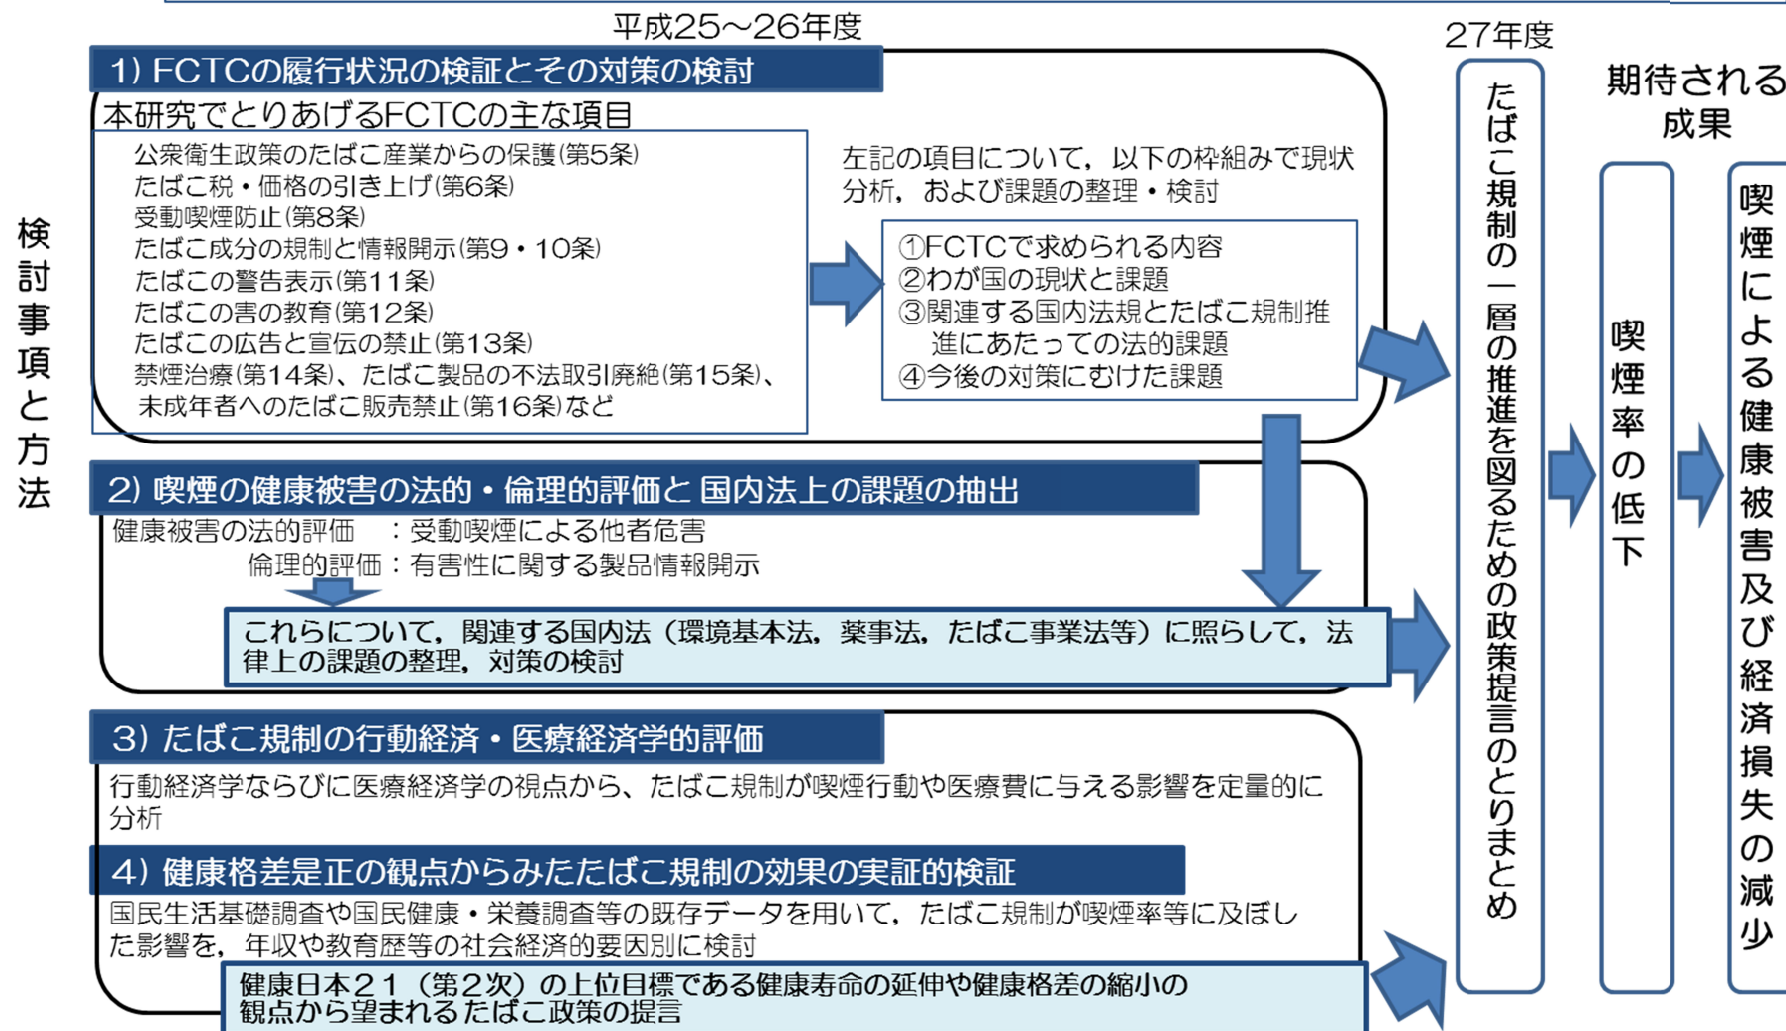 平成25～26年度
27年度
期待される
成果
検討事項と方法
1）FCTCの履行状況の検証とその対策の検討
本研究でとりあげるFCTCの主な項目
公衆衛生政策のたばこ産業からの保護(第5条)
たばこ税・価格の引き上げ(第6条)
受動喫煙防止(第8条)
たばこ成分の規制と情報開示(第9・10条)
たばこの警告表示(第11条)
たばこの害の教育(第12条)
たばこの広告と宣伝の禁止(第13条)
禁煙治療(第14条)、たばこ製品の不法取引廃絶(第15条)、
未成年者へのたばこ販売禁止(第16条)など
左記の項目について，以下の枠組みで現状
分析，および課題の整理・検討
①FCTCで求められる内容
②わが国の現状と課題
③関連する国内法規とたばこ規制推
進にあたっての法的課題
④今後の対策にむけた課題
2）喫煙の健康被害の法的・倫理的評価と国内法上の課題の抽出
健康被害の法的評価　：受動喫煙による他者危害
倫理的評価：有害性に関する製品情報開示
これらについて，関連する国内法（環境基本法，薬事法，たばこ事業法等）に照らして，法
律上の課題の整理，対策の検討
3）たばこ規制の行動経済・医療経済学的評価
行動経済学ならびに医療経済学の視点から、たばこ規制が喫煙行動や医療費に与える影響を定量的に
分析
4）健康格差是正の観点からみたたばこ規制の効果の実証的検証
国民生活基礎調査や国民健康・栄養調査等の既存データを用いて，たばこ規制が喫煙率等に及ぼし
た影響を，年収や教育歴等の社会経済的要因別に検討
健康日本２１（第２次）の上位目標である健康寿命の延伸や健康格差の縮小の
観点から望まれるたばこ政策の提言
たばこ規制の一層の推進を図るための政策提言のとりまとめ
喫煙率の低下
喫煙による健康被害及び経済損失の減少